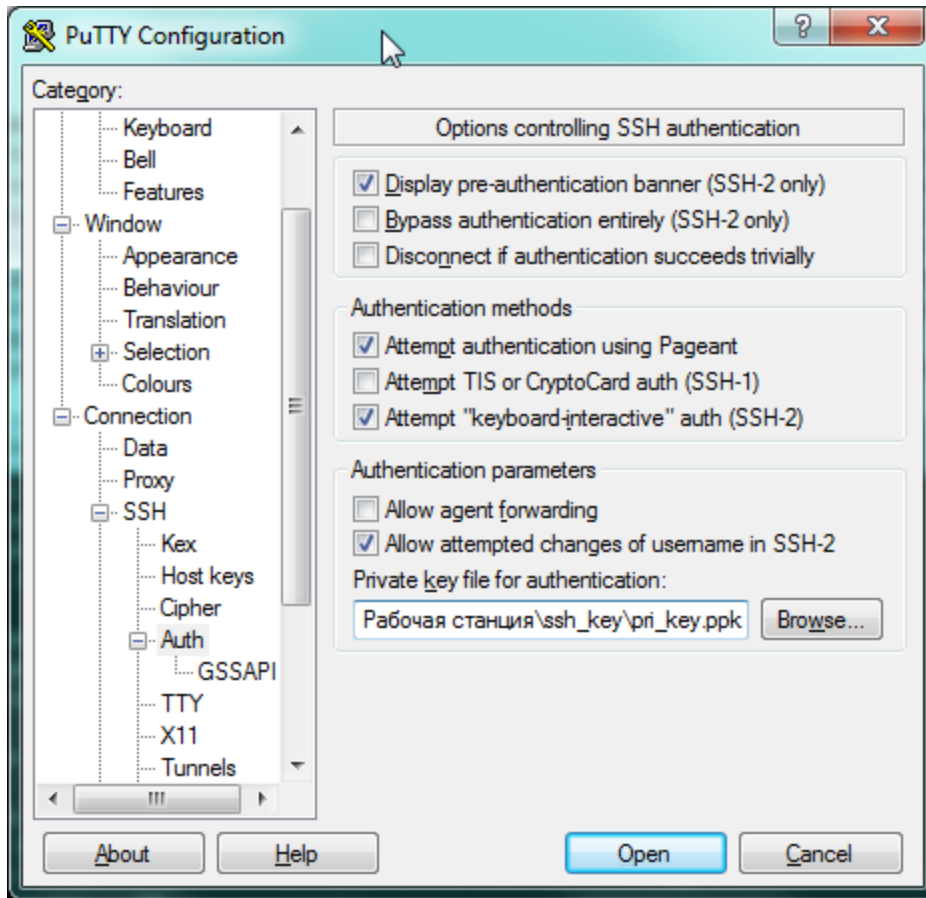 PuTTY Configuration
Category:
Keyboard
Bell
Features
Window
Appearance
Behaviour
Translation
Selection
Colours
Connection
Data
Proxy
SSH
Kex
Host keys
Cipher
Auth
GSSAPI
TTY
X11
Tunnels
Options controlling SSH authentication
Display pre-authentication banner (SSH-2 only)
Bypass authentication entirely (SSH-2 only)
Disconnect if authentication succeeds trivially
Authentication methods
Attempt authentication using Pageant
Attempt TIS or CryptoCard auth (SSH-1)
Attempt "keyboard-interactive" auth (SSH-2)
Authentication parameters
Allow agent forwarding
Allow attempted changes of username in SSH-2
Private key file for authentication:
Рабочая станция\ssh_key\pri_key.ppk
Browse...
About
Help
Open
Cancel